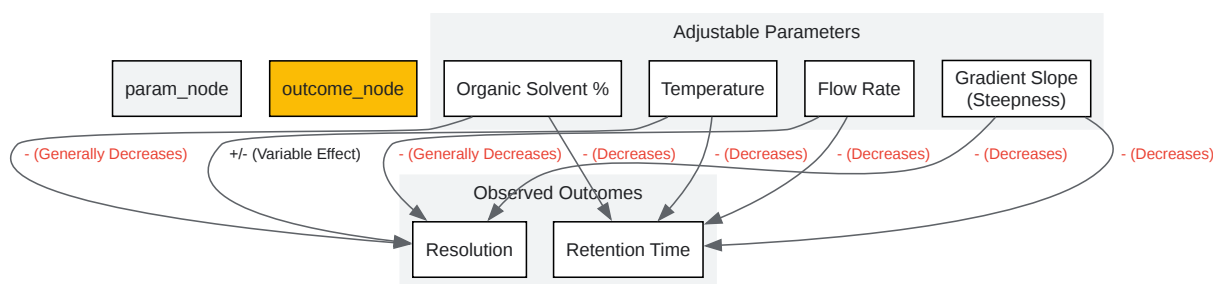 Adjustable Parameters
param_node
outcome_node
Organic Solvent %
Temperature
Flow Rate
Gradient Slope
(Steepness)
- (Generally Decreases)
+/- (Variable Effect)
- (Generally Decreases)
- (Decreases)
- (Decreases)
- (Decreases)
- (Decreases)
- (Decreases)
Observed Outcomes
Resolution
Retention Time